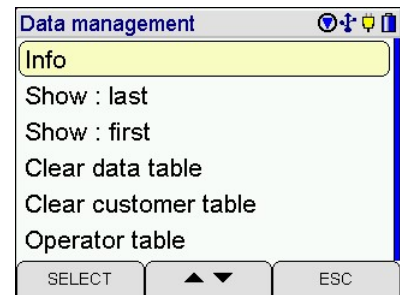 Data management
Info
Show : last
Show : first
Clear data table
Clear customer table
Operator table
SELECT ▲ ▼ ESC